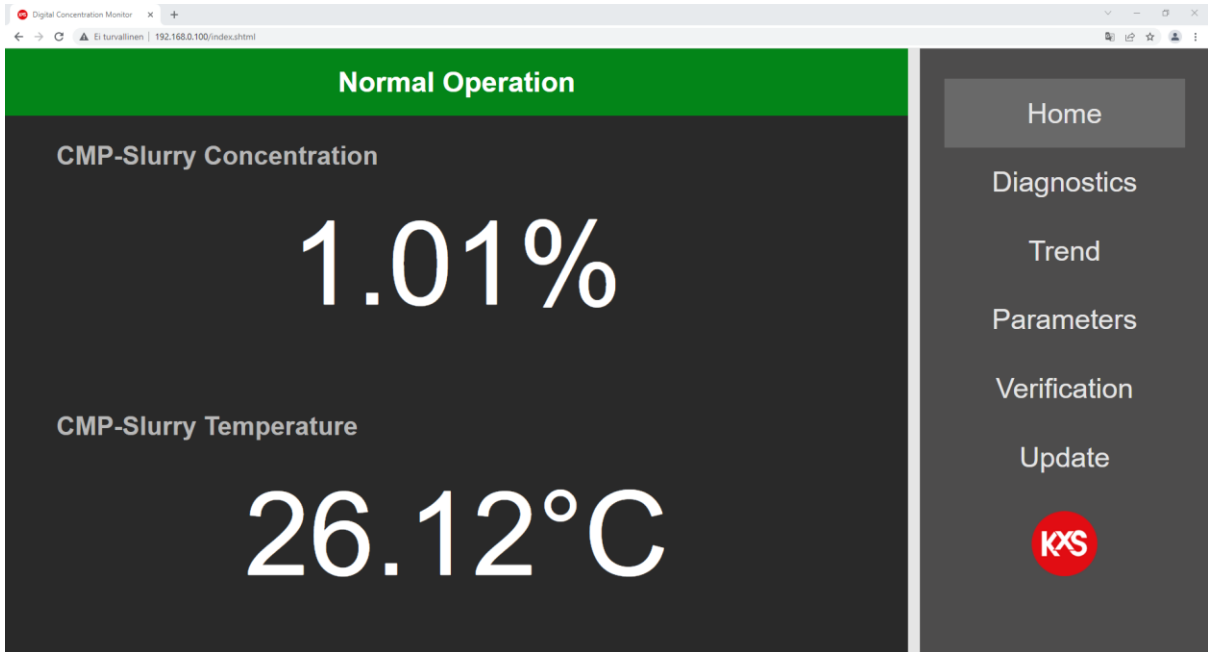 Digital Concentration Monitor
Ei turvallinen | 192.168.0.100/index.shtml
Normal Operation
CMP-Slurry Concentration
1.01%
CMP-Slurry Temperature
26.12°C
Home
Diagnostics
Trend
Parameters
Verification
Update
KXS